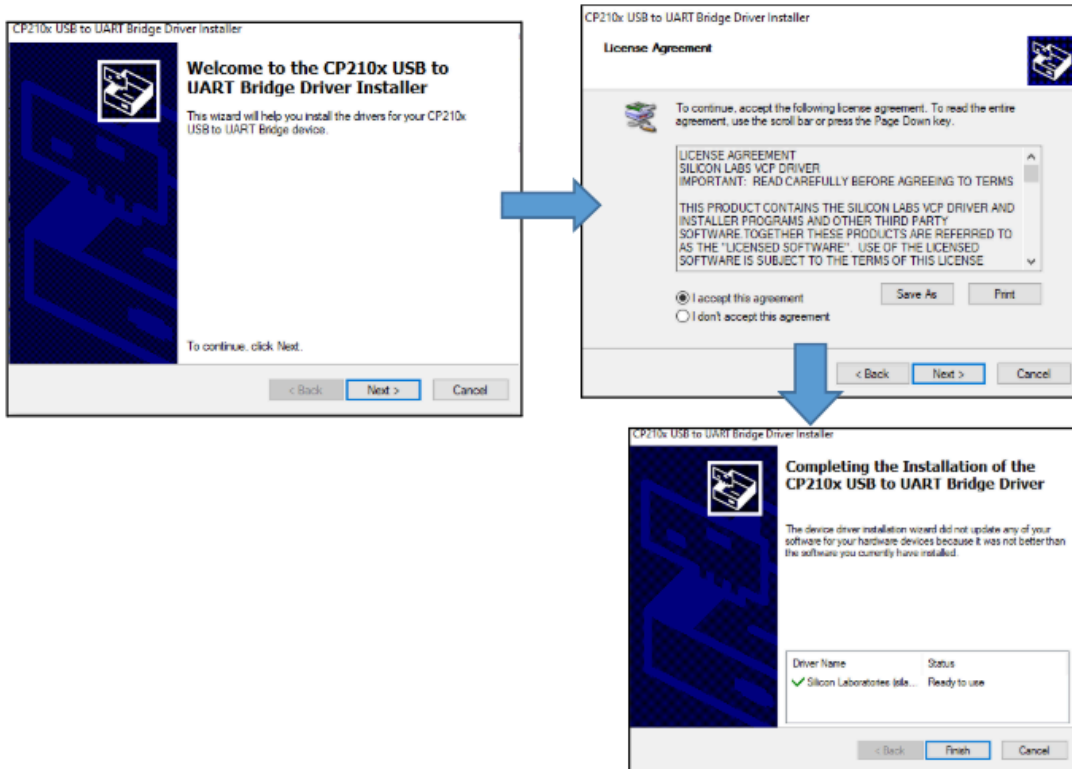 CP210x USB to UART Bridge Driver Installer
Welcome to the CP210x USB to
UART Bridge Driver Installer
This wizard will help you install the drivers for your CP210x
USB to UART Bridge device.
To continue, click Next.
< Back Next > Cancel
CP210x USB to UART Bridge Driver Installer
License Agreement
To continue, accept the following license agreement. To read the entire
agreement, use the scroll bar or press the Page Down key.
LICENSE AGREEMENT
SILICON LABS VCP DRIVER
IMPORTANT: READ CAREFULLY BEFORE AGREEING TO TERMS
THIS PRODUCT CONTAINS THE SILICON LABS VCP DRIVER AND
INSTALLER PROGRAMS AND OTHER THIRD PARTY
SOFTWARE.TOGETHER THESE PRODUCTS ARE REFERRED TO
AS THE "LICENSED SOFTWARE". USE OF THE LICENSED
SOFTWARE IS SUBJECT TO THE TERMS OF THIS LICENSE
I accept this agreement Save As Print
I don't accept this agreement
< Back Next > Cancel
CP210x USB to UART Bridge Driver Installer
Completing the Installation of the
CP210x USB to UART Bridge Driver
The device driver installation wizard did not update any of your
software for your hardware devices because it was not better than
the software you currently have installed.
Driver Name Status
Silicon Laboratories (sila... Ready to use
< Back Finish Cancel